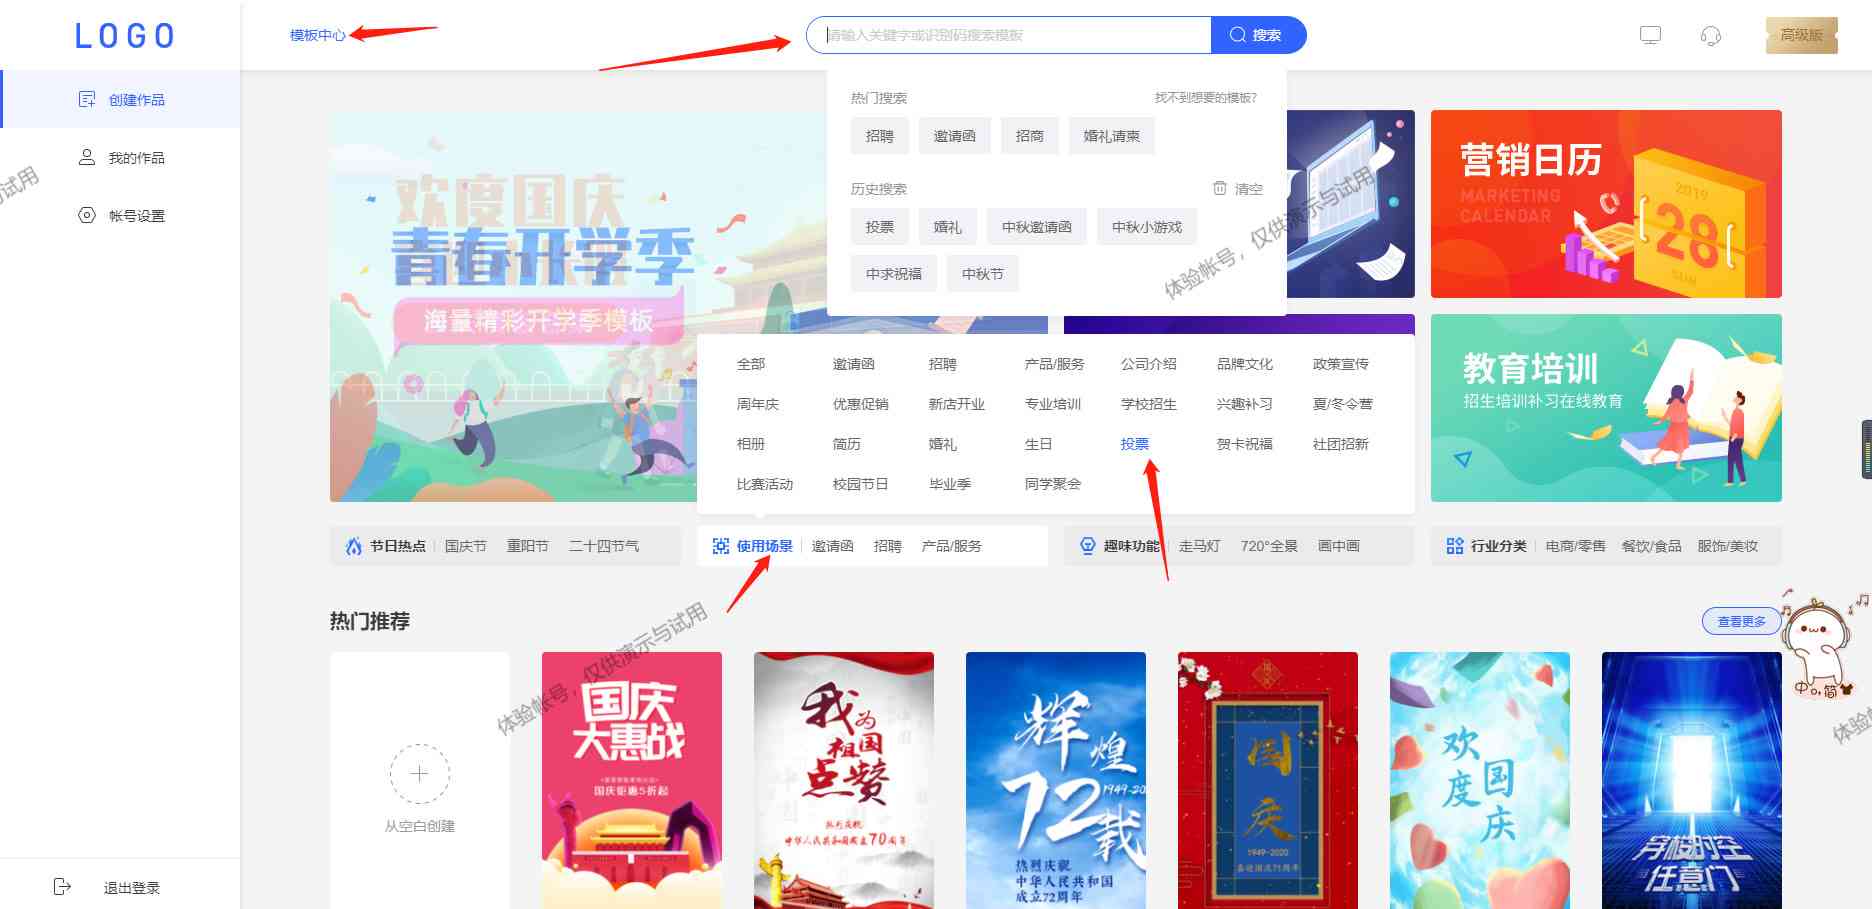 LOGO
模板中心
请输入关键字或识别码搜索模板
搜索
高级版
创建作品
我的作品
帐号设置
退出登录
热门搜索
找不到想要的模板?
招聘
邀请函
招商
婚礼请柬
历史搜索
清空
投票
婚礼
中秋邀请函
中秋小游戏
中求祝福
中秋节
欢度国庆
青春开学季
海量精彩开学季模板
营销日历
MARKETING
CALENDAR
2019
28
SUN
教育培训
招生培训补习在线教育
全部
邀请函
招聘
产品/服务
公司介绍
品牌文化
政策宣传
周年庆
优惠促销
新店开业
专业培训
学校招生
兴趣补习
夏/冬令营
相册
简历
婚礼
生日
投票
贺卡祝福
社团招新
比赛活动
校园节日
毕业季
同学聚会
节日热点
国庆节
重阳节
二十四节气
使用场景
邀请函
招聘
产品/服务
趣味功能
走马灯
720°全景
画中画
行业分类
电商/零售
餐饮/食品
服饰/美妆
热门推荐
查看更多
从空白创建
国庆
大惠战
国庆钜惠5折起
我为
祖国
点赞
热烈庆祝
中华人民共和国成立70周年
辉煌
72载
1949-20
热烈庆祝
中华人民共和国
成立72周年
国庆
1949-2020
欢度
国庆
穿梭时空
任意门
中
简
体验帐号，仅供演示与试用
体验帐号，仅供演示与试用
与试用
体验帐